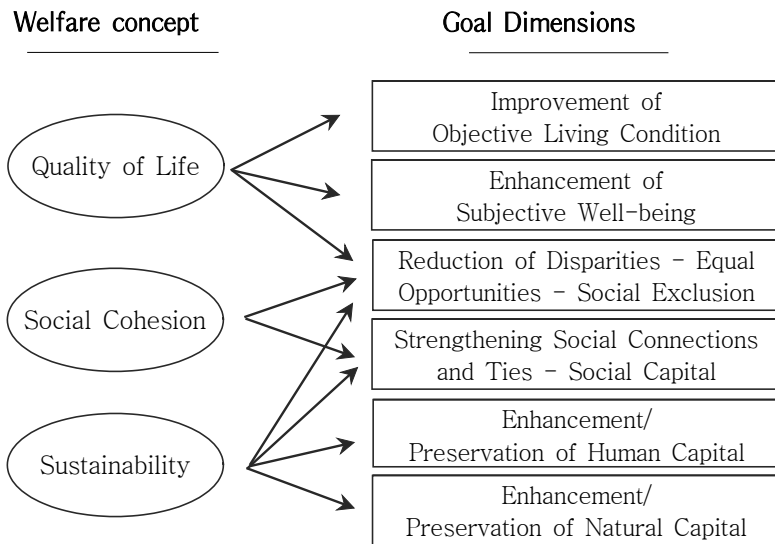 Welfare concept
Goal Dimensions
Quality of Life
Social Cohesion
Sustainability
Improvement of
Objective Living Condition
Enhancement of
Subjective Well-being
Reduction of Disparities - Equal
Opportunities - Social Exclusion
Strengthening Social Connections
and Ties - Social Capital
Enhancement/
Preservation of Human Capital
Enhancement/
Preservation of Natural Capital